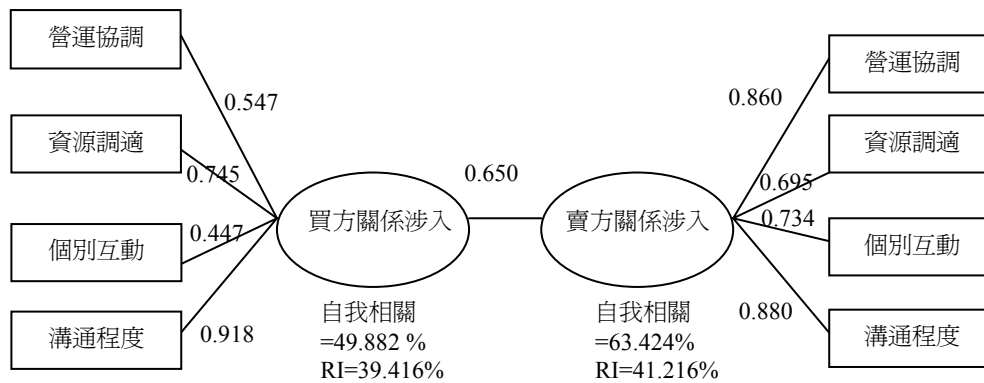 營運協調
資源調適
個別互動
溝通程度
0.547
0.745
0.447
0.918
買方關係涉入
自我相關
=49.882 %
RI=39.416%
0.650
賣方關係涉入
自我相關
=63.424%
RI=41.216%
0.860
0.695
0.734
0.880
營運協調
資源調適
個別互動
溝通程度